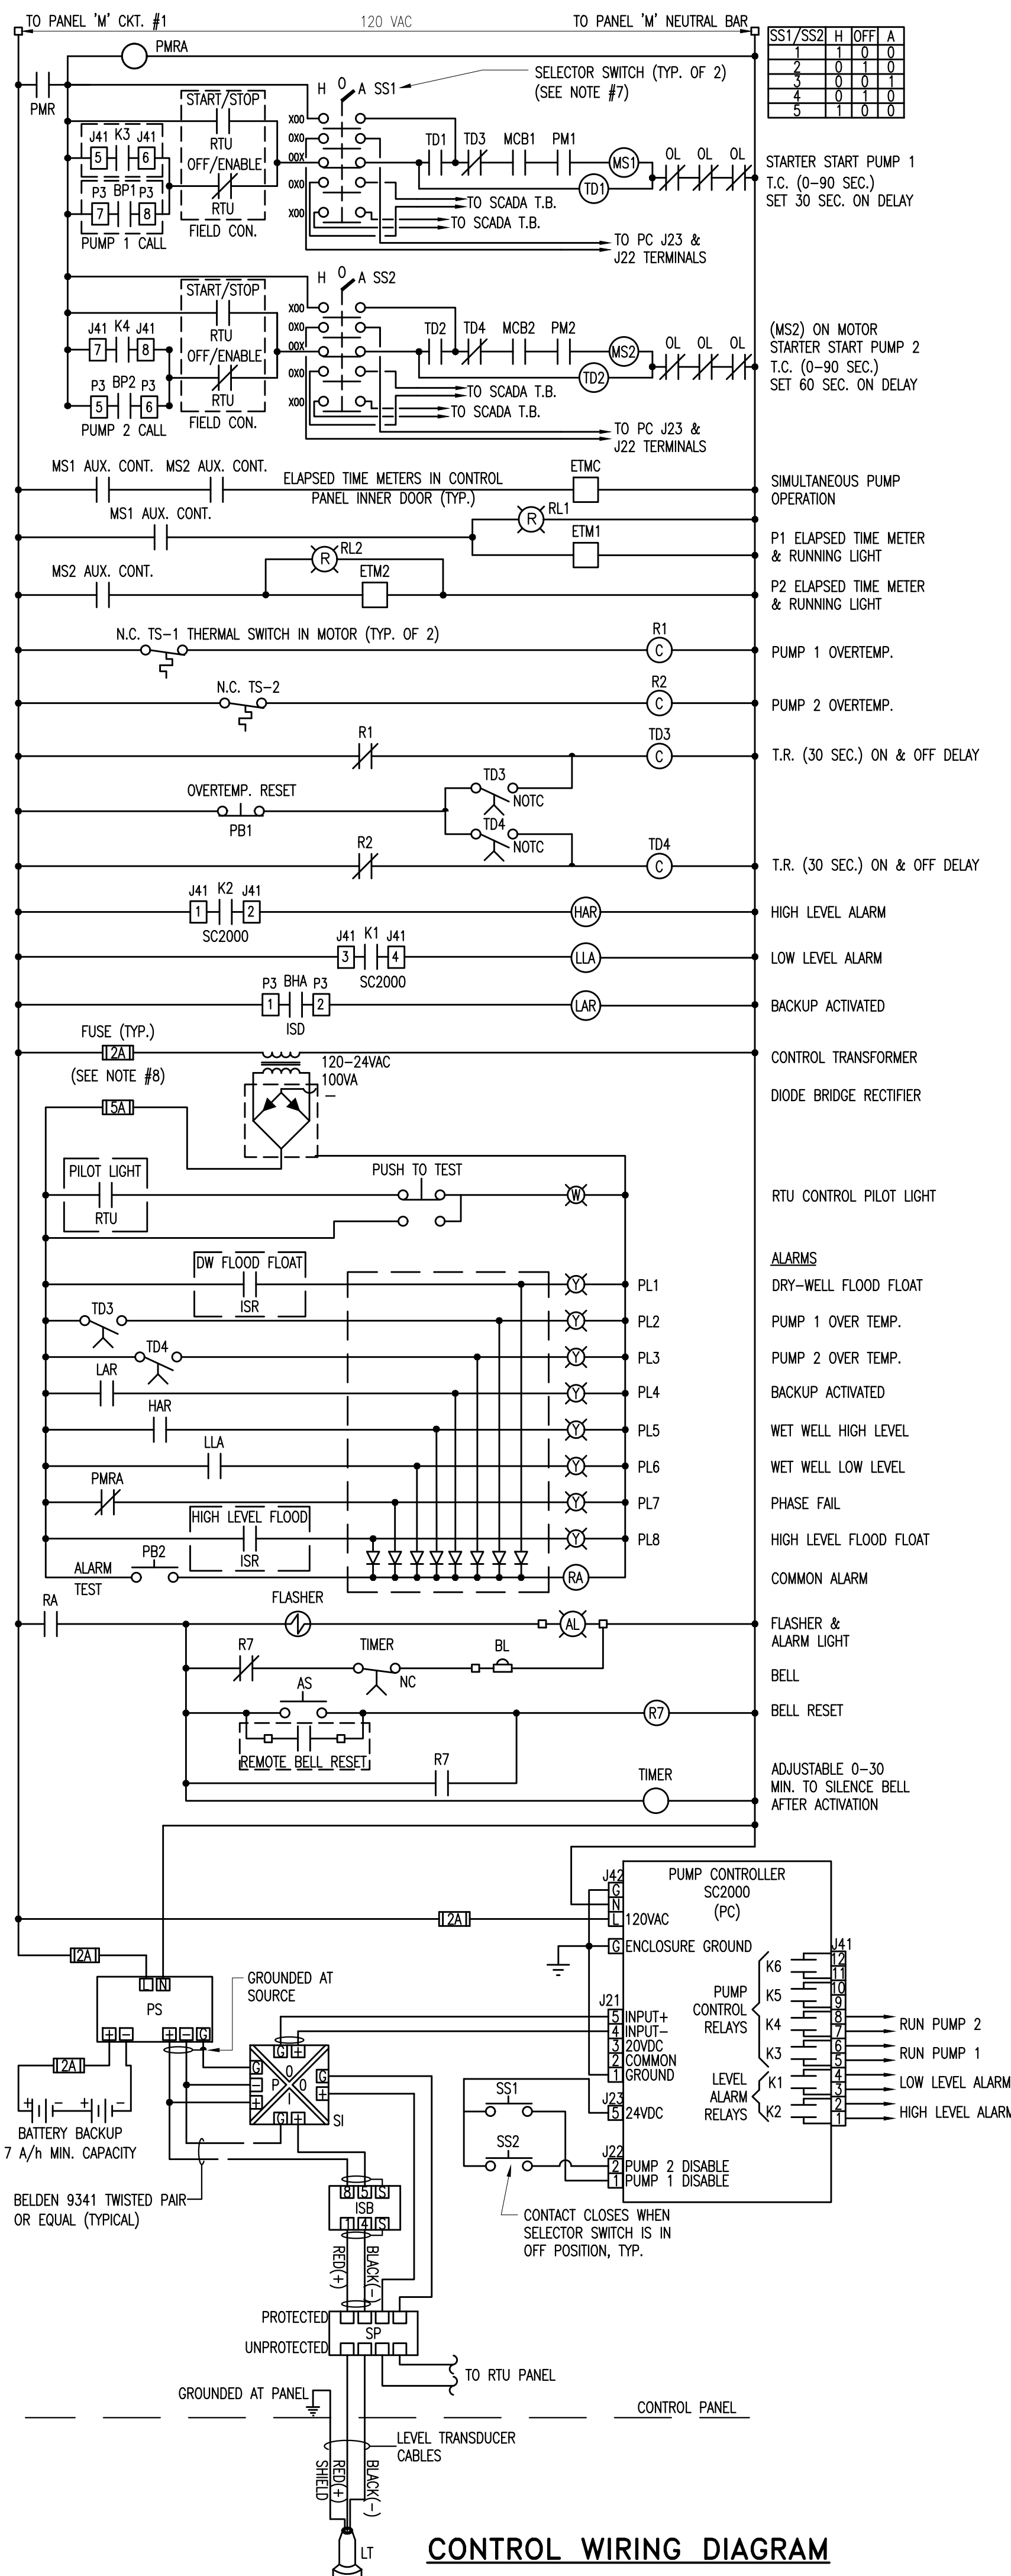 TO PANEL 'M' CKT. #1
120 VAC
TO PANEL 'M' NEUTRAL BAR
PMRA
SS1/SS2 H OFF A
1 1 0 0
2 0 1 0
3 0 0 1
4 0 1 0
5 1 0 0
PMR
START/STOP
RTU
OFF/ENABLE
RTU
FIELD CON.
J41 K3 J41
5 6
P3 BP1 P3
7 8
PUMP 1 CALL
H O A SS1
SELECTOR SWITCH (TYP. OF 2)
(SEE NOTE #7)
X00
0X0
00X
0X0
X00
TD1 TD3 MCB1 PM1
MS1
TD1
OL OL OL
STARTER START PUMP 1
T.C. (0-90 SEC.)
SET 30 SEC. ON DELAY
TO SCADA T.B.
TO SCADA T.B.
TO PC J23 &
J22 TERMINALS
START/STOP
RTU
OFF/ENABLE
RTU
FIELD CON.
J41 K4 J41
7 8
P3 BP2 P3
5 6
PUMP 2 CALL
H O A SS2
X00
0X0
00X
0X0
X00
TD2 TD4 MCB2 PM2
MS2
TD2
OL OL OL
(MS2) ON MOTOR
STARTER START PUMP 2
T.C. (0-90 SEC.)
SET 60 SEC. ON DELAY
TO SCADA T.B.
TO SCADA T.B.
TO PC J23 &
J22 TERMINALS
MS1 AUX. CONT. MS2 AUX. CONT.
ELAPSED TIME METERS IN CONTROL
PANEL INNER DOOR (TYP.)
ETMC
SIMULTANEOUS PUMP
OPERATION
MS1 AUX. CONT.
R RL1
ETM1
P1 ELAPSED TIME METER
& RUNNING LIGHT
MS2 AUX. CONT.
R RL2
ETM2
P2 ELAPSED TIME METER
& RUNNING LIGHT
N.C. TS-1 THERMAL SWITCH IN MOTOR (TYP. OF 2)
R1
C
PUMP 1 OVERTEMP.
N.C. TS-2
R2
C
PUMP 2 OVERTEMP.
R1
TD3
C
T.R. (30 SEC.) ON & OFF DELAY
OVERTEMP. RESET
PB1
TD3
NOTC
TD4
NOTC
R2
TD4
C
T.R. (30 SEC.) ON & OFF DELAY
J41 K2 J41
1 2
SC2000
HAR
HIGH LEVEL ALARM
J41 K1 J41
3 4
SC2000
LLA
LOW LEVEL ALARM
P3 BHA P3
1 2
ISD
LAR
BACKUP ACTIVATED
FUSE (TYP.)
2A
(SEE NOTE #8)
120-24VAC
100VA
CONTROL TRANSFORMER
5A
-
DIODE BRIDGE RECTIFIER
PILOT LIGHT
RTU
PUSH TO TEST
W
RTU CONTROL PILOT LIGHT
ALARMS
DW FLOOD FLOAT
ISR
Y PL1
DRY-WELL FLOOD FLOAT
TD3
Y PL2
PUMP 1 OVER TEMP.
TD4
Y PL3
PUMP 2 OVER TEMP.
LAR
Y PL4
BACKUP ACTIVATED
HAR
Y PL5
WET WELL HIGH LEVEL
LLA
Y PL6
WET WELL LOW LEVEL
PMRA
Y PL7
PHASE FAIL
HIGH LEVEL FLOOD
ISR
Y PL8
HIGH LEVEL FLOOD FLOAT
ALARM
TEST
PB2
RA
COMMON ALARM
RA
FLASHER
AL
FLASHER &
ALARM LIGHT
R7
TIMER
NC
BL
BELL
AS
R7
BELL RESET
REMOTE BELL RESET
R7
TIMER
ADJUSTABLE 0-30
MIN. TO SILENCE BELL
AFTER ACTIVATION
J42
G
N
L 120VAC
G ENCLOSURE GROUND
PUMP CONTROLLER
SC2000
(PC)
2A
2A
L N
PS
+ - + - G
GROUNDED AT
SOURCE
2A
+ - + -
BATTERY BACKUP
7 A/h MIN. CAPACITY
G +
G
-
+
O
P O
I
G
+
G +
SI
J21
5 INPUT+
4 INPUT-
3 20VDC
2 COMMON
1 GROUND
J23
5 24VDC
J22
2 PUMP 2 DISABLE
1 PUMP 1 DISABLE
PUMP
CONTROL
RELAYS
K6
K5
K4
K3
LEVEL
ALARM
RELAYS
K1
K2
J41
12
11
10
9
8
7
6
5
4
3
2
1
RUN PUMP 2
RUN PUMP 1
LOW LEVEL ALARM
HIGH LEVEL ALARM
SS1
SS2
CONTACT CLOSES WHEN
SELECTOR SWITCH IS IN
OFF POSITION, TYP.
BELDEN 9341 TWISTED PAIR
OR EQUAL (TYPICAL)
8 5 S
ISB
1 4 S
RED(+)
BLACK(-)
PROTECTED
SP
UNPROTECTED
TO RTU PANEL
GROUNDED AT PANEL
CONTROL PANEL
LEVEL TRANSDUCER
CABLES
SHIELD
RED(+)
BLACK(-)
LT
CONTROL WIRING DIAGRAM